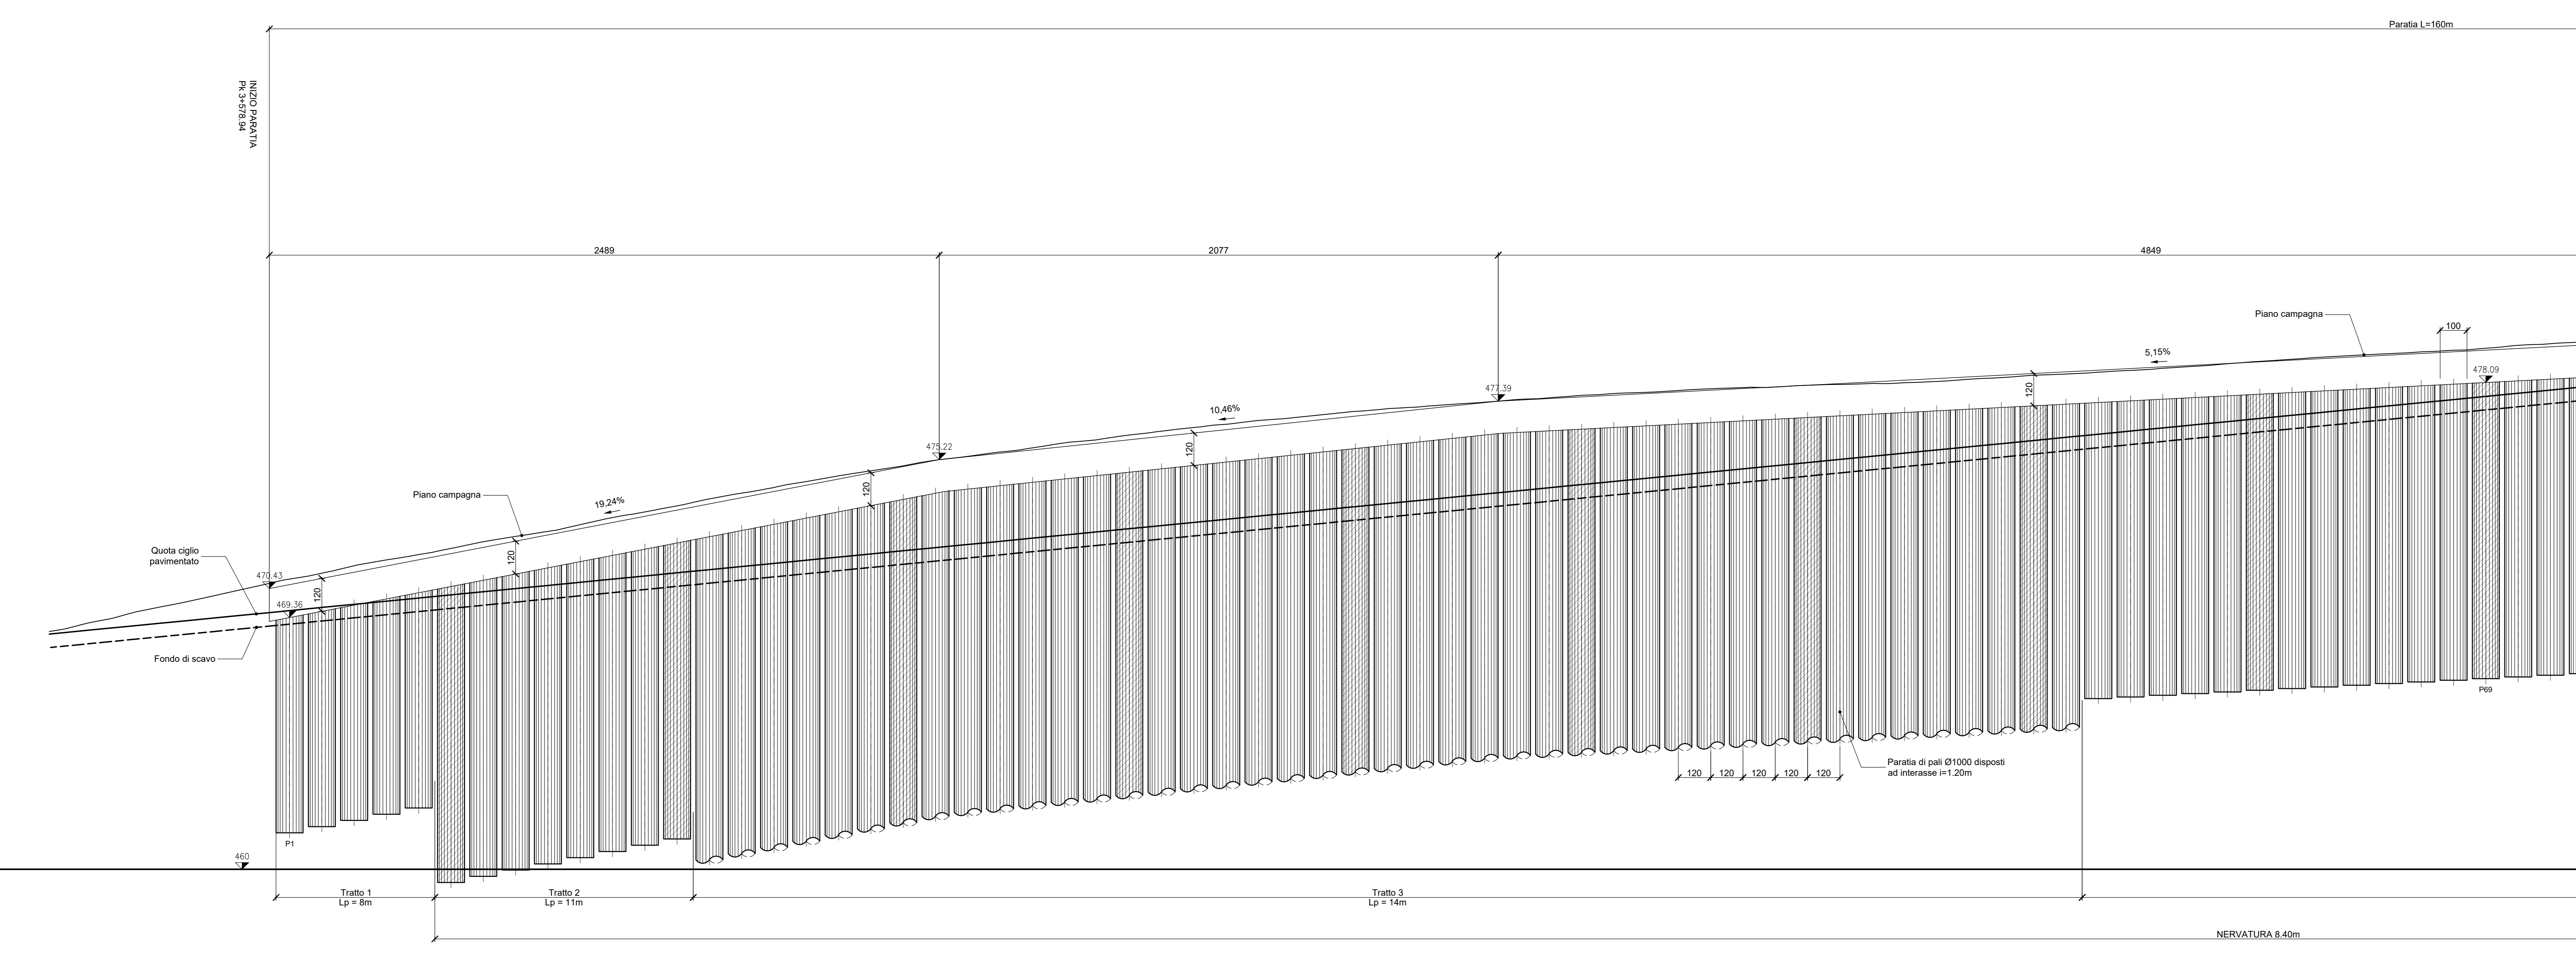 Paratia L=160m
INIZIO PARATIA
Pk 3+578.94
2489
2077
4849
Piano campagna
100
5,15%
120
478.09
477.39
10,46%
120
475.22
120
Piano campagna
19,24%
120
Quota ciglio
pavimentato
470.43
120
469.36
Fondo di scavo
P69
Paratia di pali Ø1000 disposti
ad interasse i=1.20m
120
120
120
120
120
P1
460
Tratto 1
Lp = 8m
Tratto 2
Lp = 11m
Tratto 3
Lp = 14m
NERVATURA 8.40m